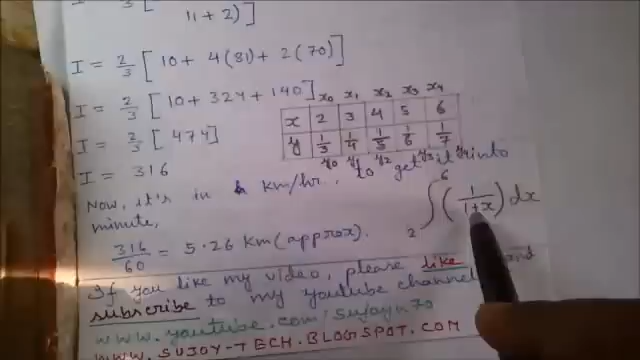 I = 3
11 + 2)]
I = 2/3 [ 10 + 4(81) + 2(70)]
I = 2/3 [10 + 324 + 140]
I = 2/3 [474]
I = 316
x0 x1 x2 x3 x4
x 2 3 4 5 6
y 1/3 1/4 1/5 1/6 1/7
y0 y1 y2 y3 y4
Now, it's in km/hr, to get it into
minute,
316/60 = 5.26 km (approx).
∫ 2 6 (1/(1+x)) dx
If you like my video, please like and
subscribe to my youtube channel
www.youtube.com/sujoyn70
www.SUJOY-TECH.BLOGSPOT.COM